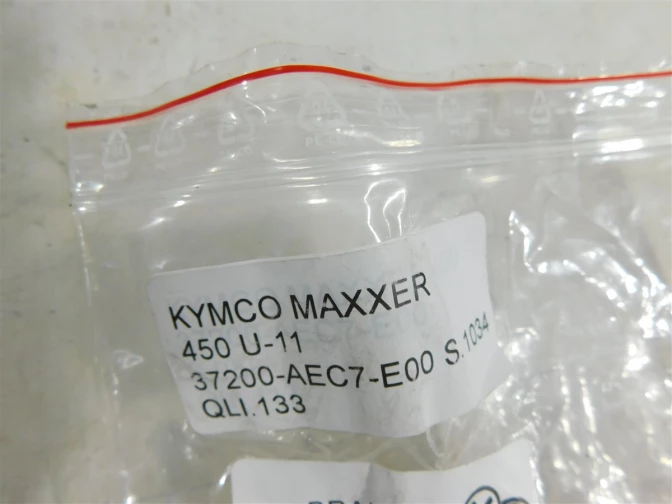 KYMCO MAXXER
450 U-11
37200-AEC7-E00 S.1034
QLI.133